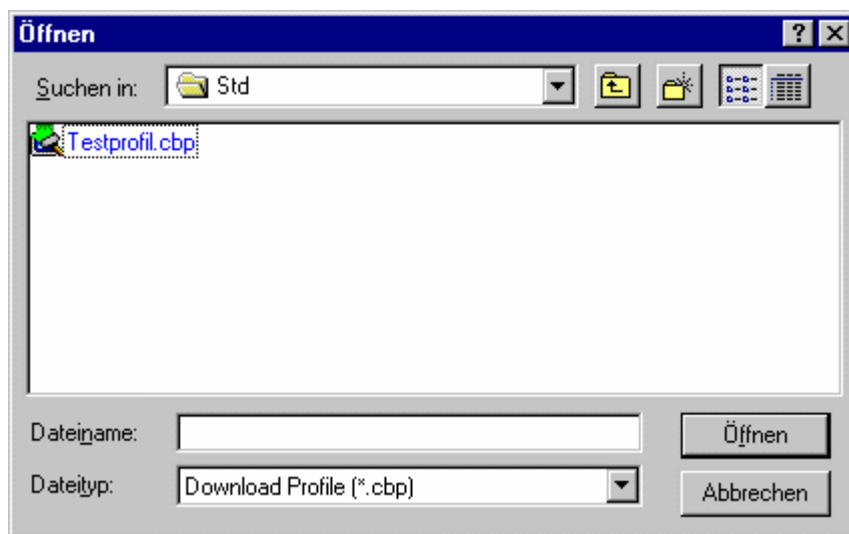 Öffnen
Suchen in: Std
Testprofil.cbp
Dateiname: Öffnen
Dateityp: Download Profile (*.cbp) Abbrechen